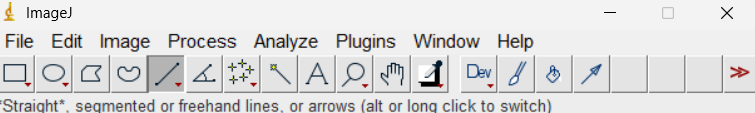 ImageJ
File Edit Image Process Analyze Plugins Window Help
A Dev >>
*Straight*, segmented or freehand lines, or arrows (alt or long click to switch)